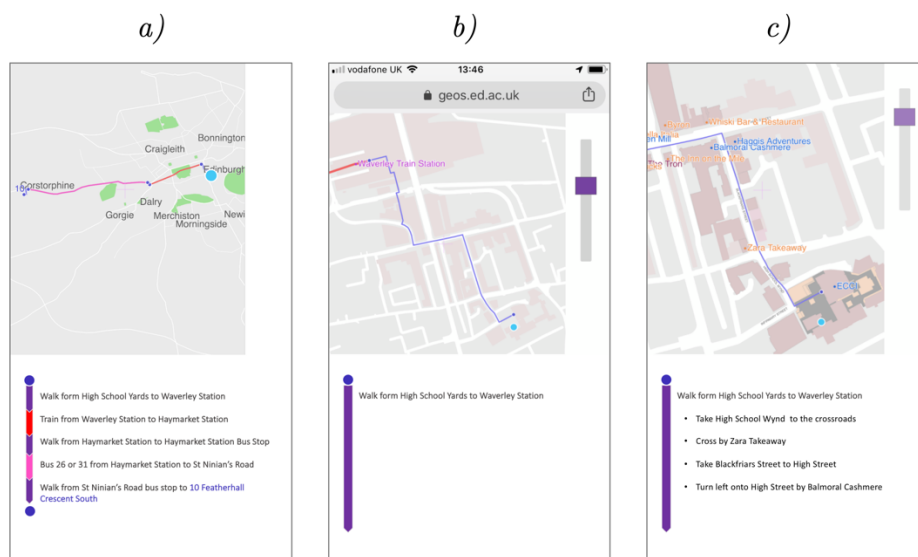 a)
b)
c)
Bonnington
Craigleith
Edinburgh
Corstorphine
10
Dalry
Gorgie
Merchiston
Newi
Morningside
Walk form High School Yards to Waverley Station
Train from Waverley Station to Haymarket Station
Walk from Haymarket Station to Haymarket Station Bus Stop
Bus 26 or 31 from Haymarket Station to St Ninian's Road
Walk from St Ninian's Road bus stop to 10 Featherhall
Crescent South
vodafone UK 13:46
geos.ed.ac.uk
Waverley Train Station
Walk form High School Yards to Waverley Station
Whiski Bar & Restaurant
en Mill
Haggis Adventures
Balmoral Cashmere
The Tron
Zara Takeaway
ECCI
Walk form High School Yards to Waverley Station
• Take High School Wynd to the crossroads
• Cross by Zara Takeaway
• Take Blackfriars Street to High Street
• Turn left onto High Street by Balmoral Cashmere